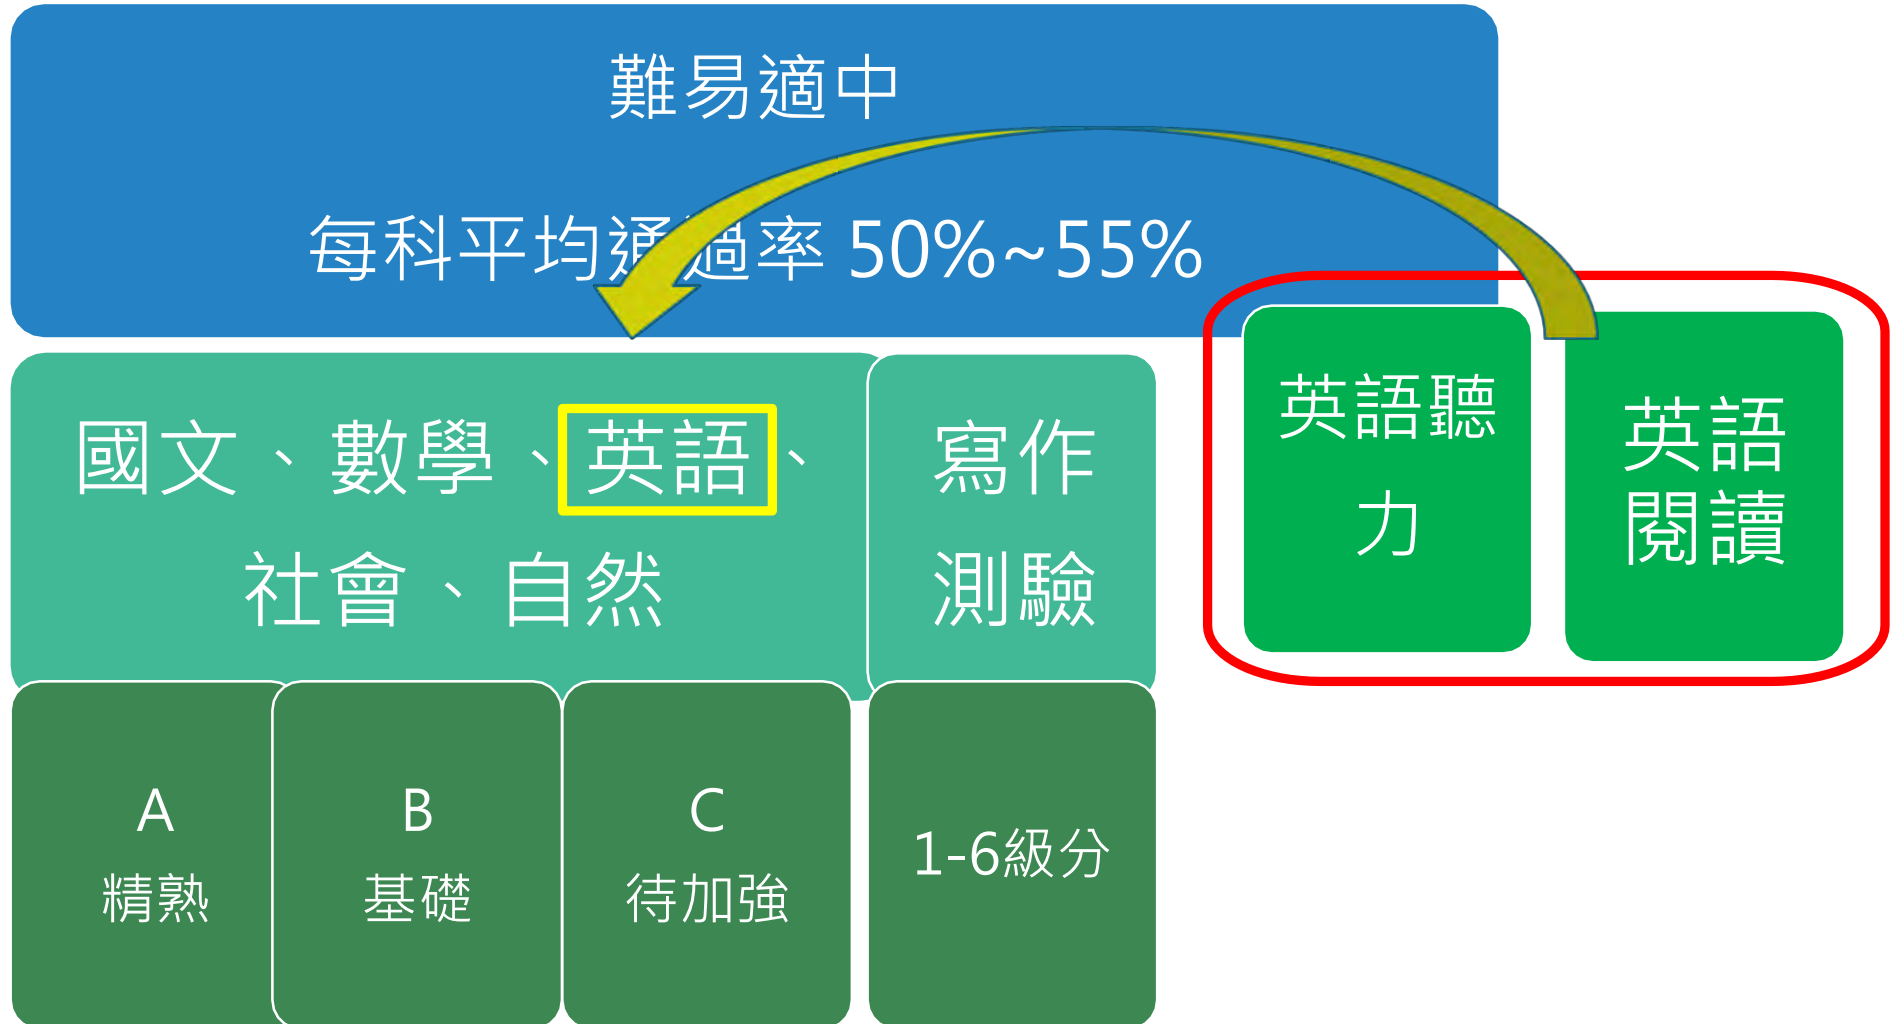 難易適中
每科平均通過率 50%~55%
國文、數學、英語、
社會、自然
寫作
測驗
英語聽
力
英語
閱讀
A
精熟
B
基礎
C
待加強
1-6級分